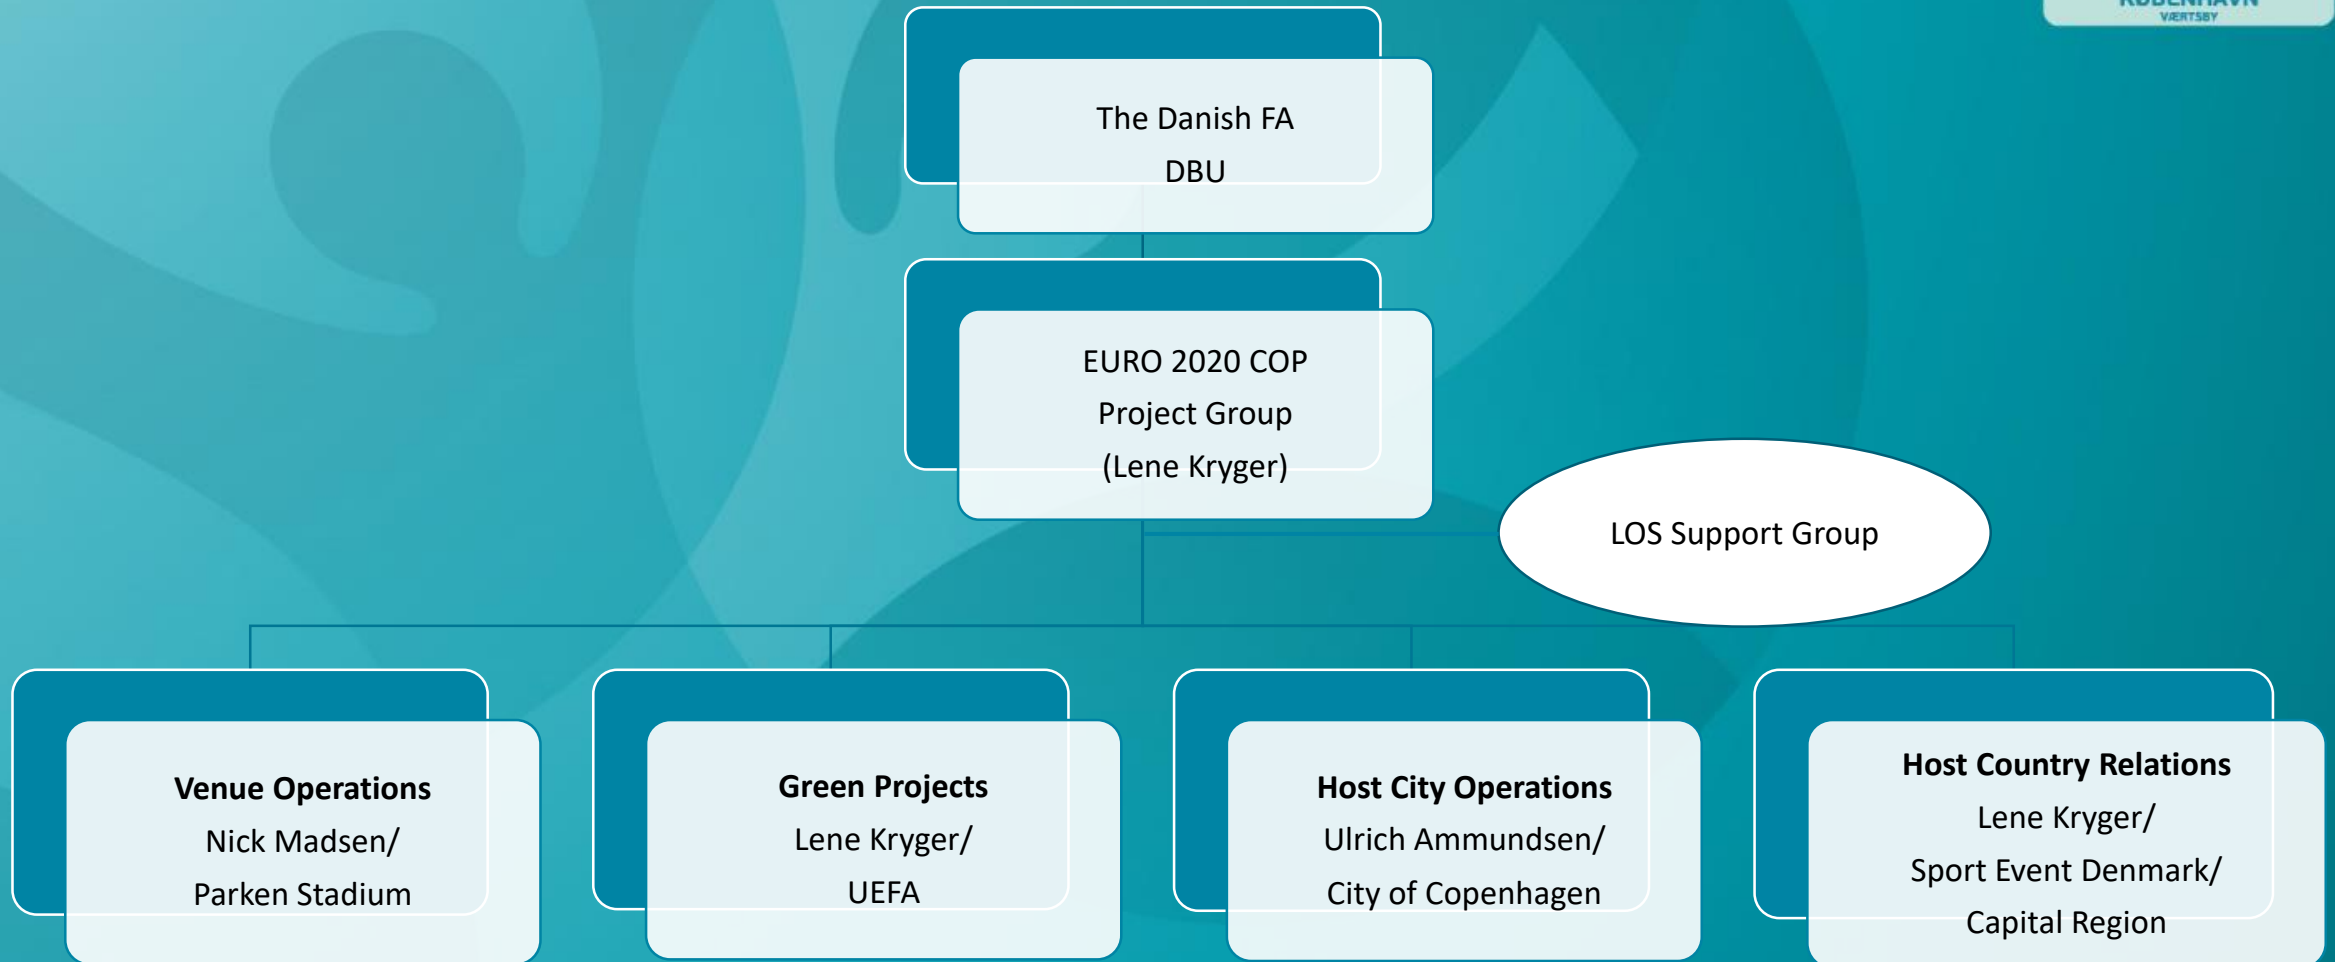 KØBENHAVN
VÆRTSBY
The Danish FA
DBU
EURO 2020 COP
Project Group
(Lene Kryger)
LOS Support Group
Venue Operations
Nick Madsen/
Parken Stadium
Green Projects
Lene Kryger/
UEFA
Host City Operations
Ulrich Ammundsen/
City of Copenhagen
Host Country Relations
Lene Kryger/
Sport Event Denmark/
Capital Region